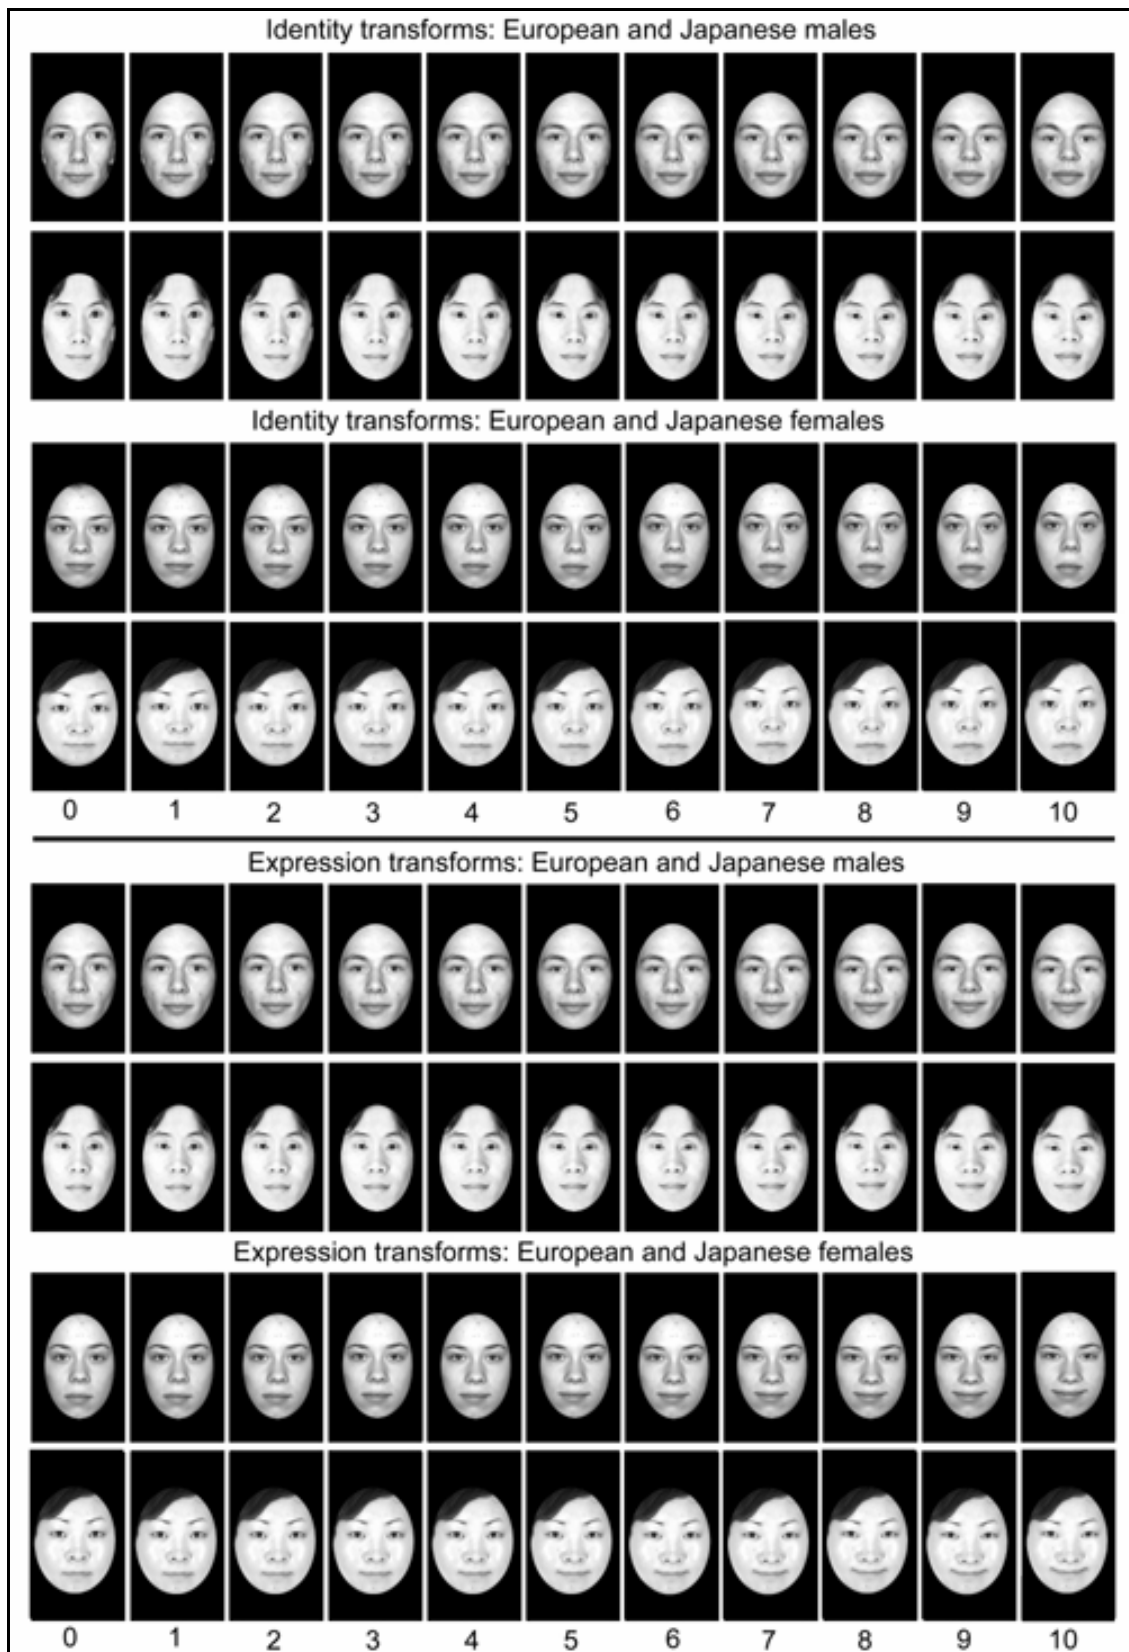 Identity transforms: European and Japanese males
Identity transforms: European and Japanese females
0 1 2 3 4 5 6 7 8 9 10
Expression transforms: European and Japanese males
Expression transforms: European and Japanese females
0 1 2 3 4 5 6 7 8 9 10